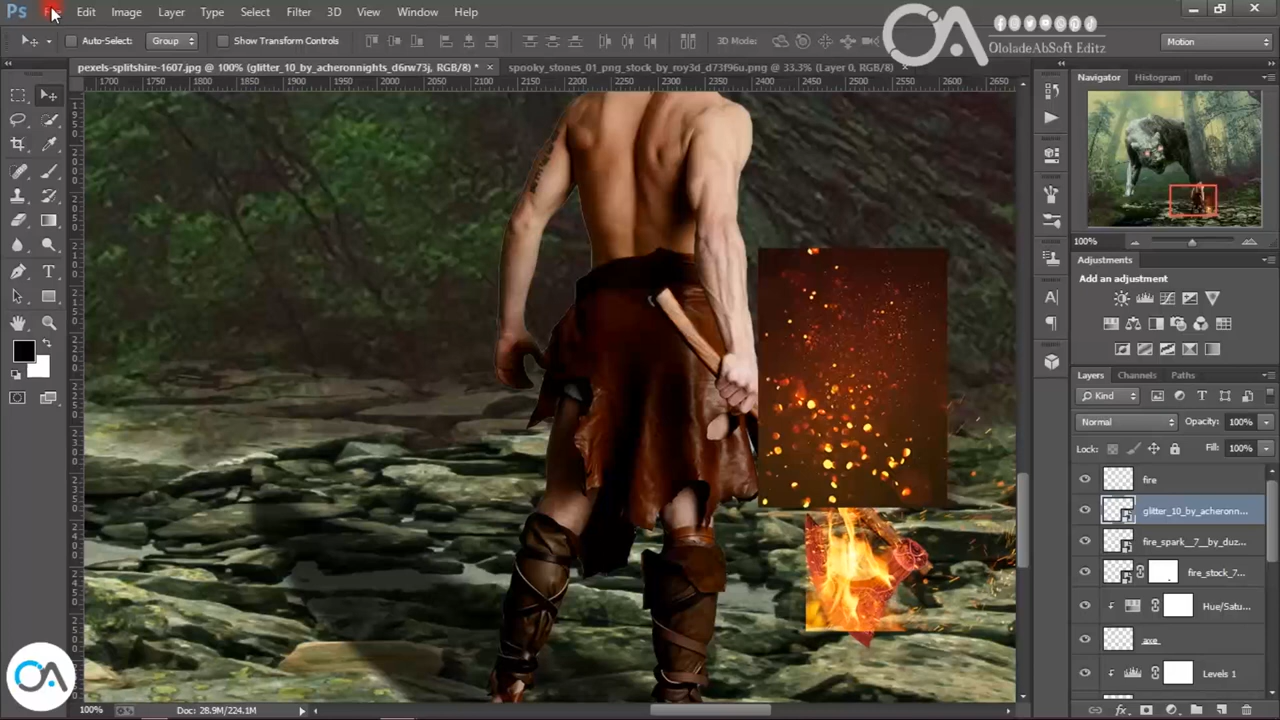 Ps File Edit Image Layer Type Select Filter 3D View Window Help
Auto-Select: Group Show Transform Controls 3D Mode: Motion
OloladeAbSoft Editz
pexels-splitshire-1607.jpg @ 100% (glitter_10_by_acheronnights_d6rw73j, RGB/8) * ×
spooky_stones_01_png_stock_by_roy3d_d73f96u.png @ 33.3% (Layer 0, RGB/8) ×
1700 1750 1800 1850 1900 1950 2000 2050 2100 2150 2200 2250 2300 2350 2400 2450 2500 2550 2600 2650
Navigator Histogram Info
100%
Adjustments
Add an adjustment
Layers Channels Paths
Kind
Normal Opacity: 100%
Lock: Fill: 100%
fire
glitter_10_by_acheronn...
fire_spark__7__by_duz...
fire_stock_7...
Hue/Satu...
axe
Levels 1
fx
100% Doc: 28.9M/224.1M
OA